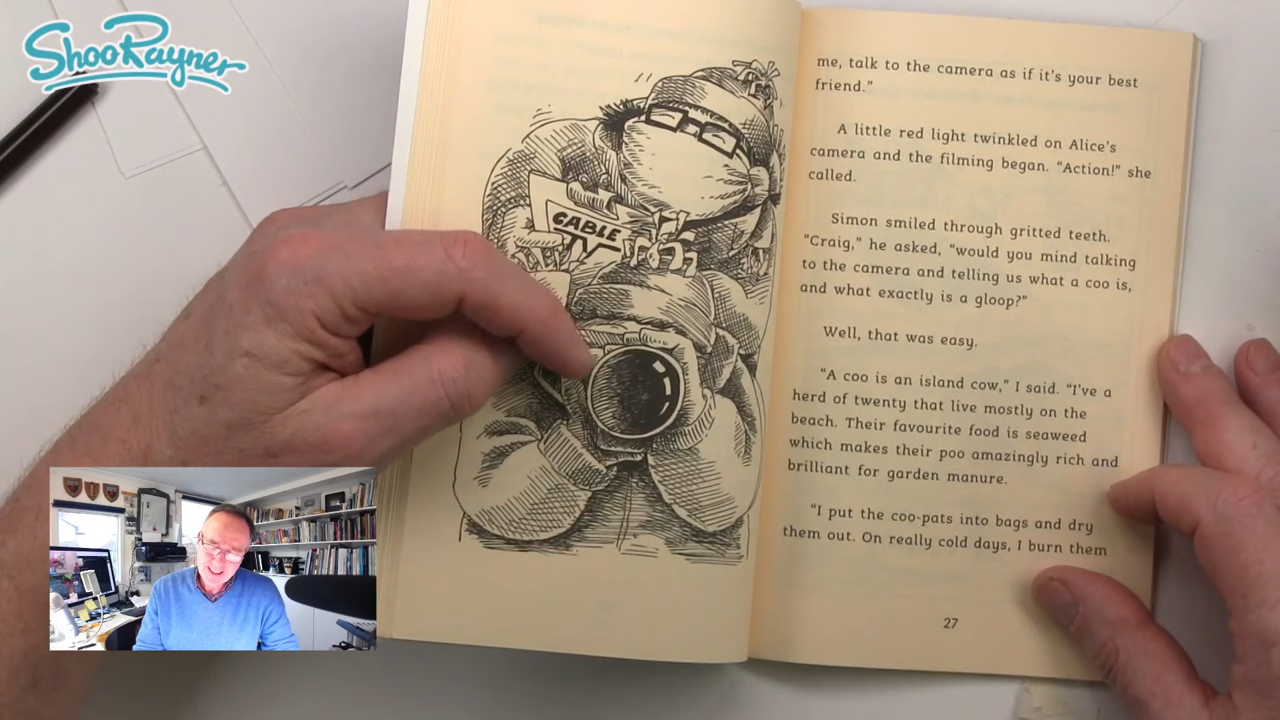 ShooRayner
CABLE
TV
me, talk to the camera as if it's your best
friend."
A little red light twinkled on Alice's
camera and the filming began. "Action!" she
called.
Simon smiled through gritted teeth.
"Craig," he asked, "would you mind talking
to the camera and telling us what a coo is,
and what exactly is a gloop?"
Well, that was easy.
"A coo is an island cow," I said. "I've a
herd of twenty that live mostly on the
beach. Their favourite food is seaweed
which makes their poo amazingly rich and
brilliant for garden manure.
"I put the coo-pats into bags and dry
them out. On really cold days, I burn them
27